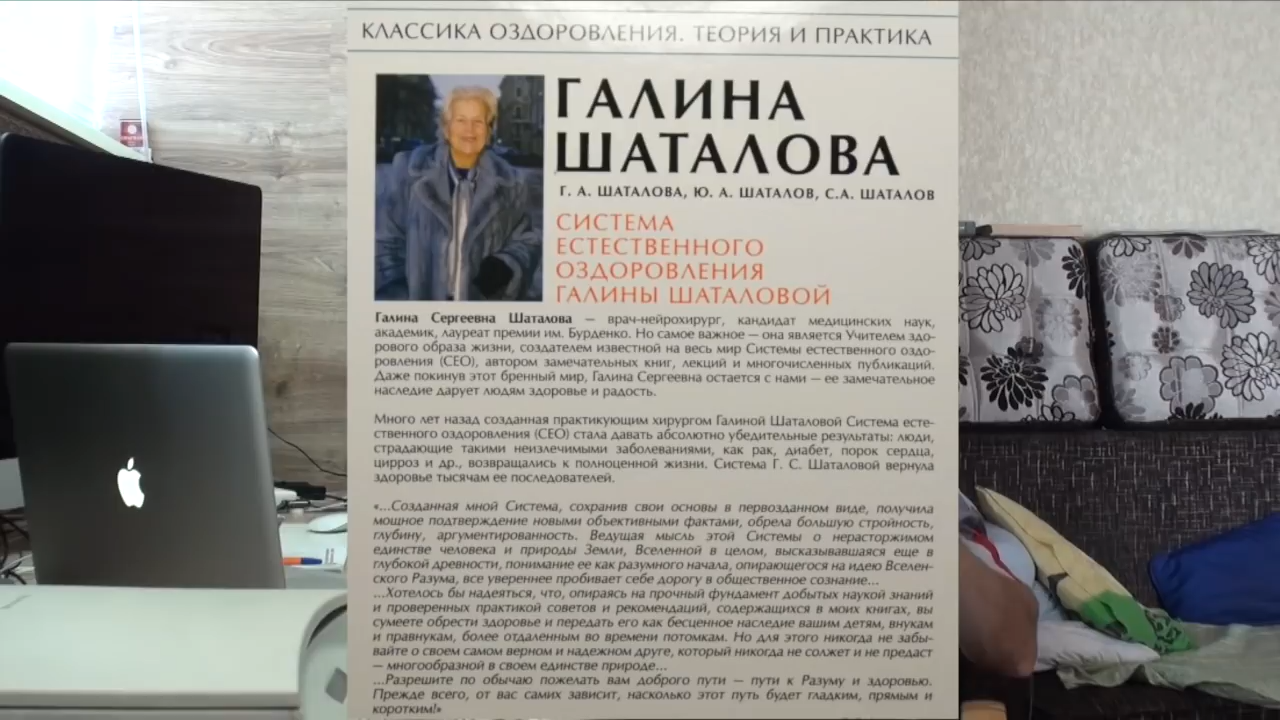 КЛАССИКА ОЗДОРОВЛЕНИЯ. ТЕОРИЯ И ПРАКТИКА
ГАЛИНА
ШАТАЛОВА
Г. А. ШАТАЛОВА, Ю. А. ШАТАЛОВ, С.А. ШАТАЛОВ
СИСТЕМА
ЕСТЕСТВЕННОГО
ОЗДОРОВЛЕНИЯ
ГАЛИНЫ ШАТАЛОВОЙ
Галина Сергеевна Шаталова — врач-нейрохирург, кандидат медицинских наук,
академик, лауреат премии им. Бурденко. Но самое важное — она является Учителем здо-
рового образа жизни, создателем известной на весь мир Системы естественного оздо-
ровления (СЕО), автором замечательных книг, лекций и многочисленных публикаций.
Даже покинув этот бренный мир, Галина Сергеевна остается с нами — ее замечательное
наследие дарует людям здоровье и радость.
Много лет назад созданная практикующим хирургом Галиной Шаталовой Система есте-
ственного оздоровления (СЕО) стала давать абсолютно убедительные результаты: люди,
страдающие такими неизлечимыми заболеваниями, как рак, диабет, порок сердца,
цирроз и др., возвращались к полноценной жизни. Система Г. С. Шаталовой вернула
здоровье тысячам ее последователей.
«...Созданная мной Система, сохранив свои основы в первозданном виде, получила
мощное подтверждение новыми объективными фактами, обрела большую стройность,
глубину, аргументированность. Ведущая мысль этой Системы о нерасторжимом
единстве человека и природы Земли, Вселенной в целом, высказывавшаяся еще в
глубокой древности, понимание ее как разумного начала, опирающегося на идею Вселен-
ского Разума, все увереннее пробивает себе дорогу в общественное сознание...
...Хотелось бы надеяться, что, опираясь на прочный фундамент добытых наукой знаний
и проверенных практикой советов и рекомендаций, содержащихся в моих книгах, вы
сумеете обрести здоровье и передать его как бесценное наследие вашим детям, внукам
и правнукам, более отдаленным во времени потомкам. Но для этого никогда не забы-
вайте о своем самом верном и надежном друге, который никогда не солжет и не предаст
— многообразной в своем единстве природе...
...Разрешите по обычаю пожелать вам доброго пути — пути к Разуму и здоровью.
Прежде всего, от вас самих зависит, насколько этот путь будет гладким, прямым и
коротким!»